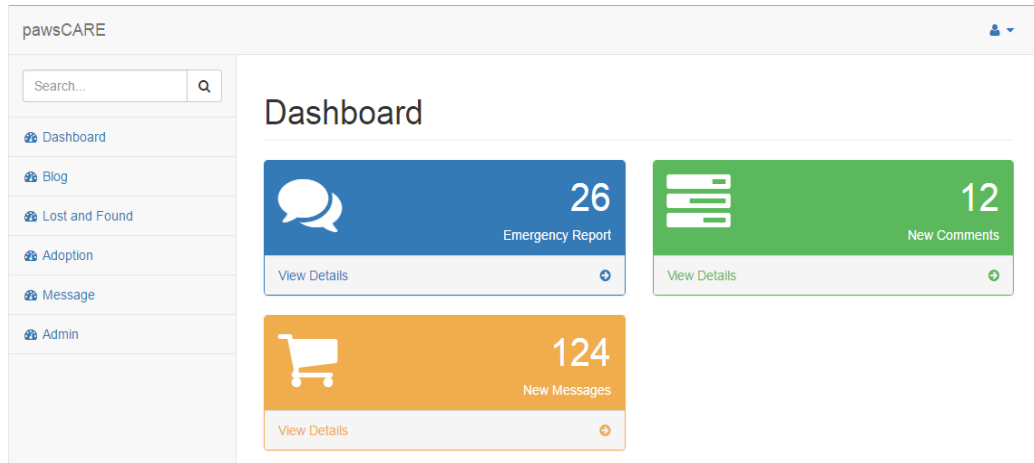 pawsCARE
Search...
Dashboard
Blog
Lost and Found
Adoption
Message
Admin
Dashboard
26
Emergency Report
View Details
12
New Comments
View Details
124
New Messages
View Details